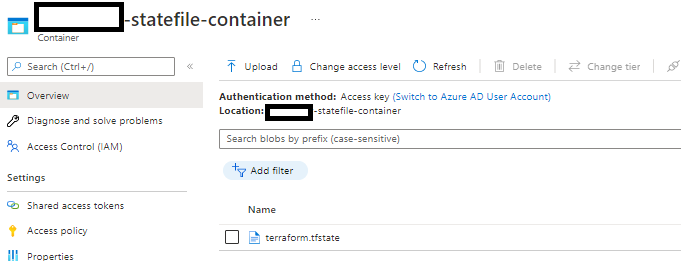 -statefile-container ...
Container
Search (Ctrl+/) «
Overview
Diagnose and solve problems
Access Control (IAM)
Settings
Shared access tokens
Access policy
Properties
Upload Change access level Refresh Delete Change tier
Authentication method: Access key (Switch to Azure AD User Account)
Location: -statefile-container
Search blobs by prefix (case-sensitive)
Add filter
Name
terraform.tfstate